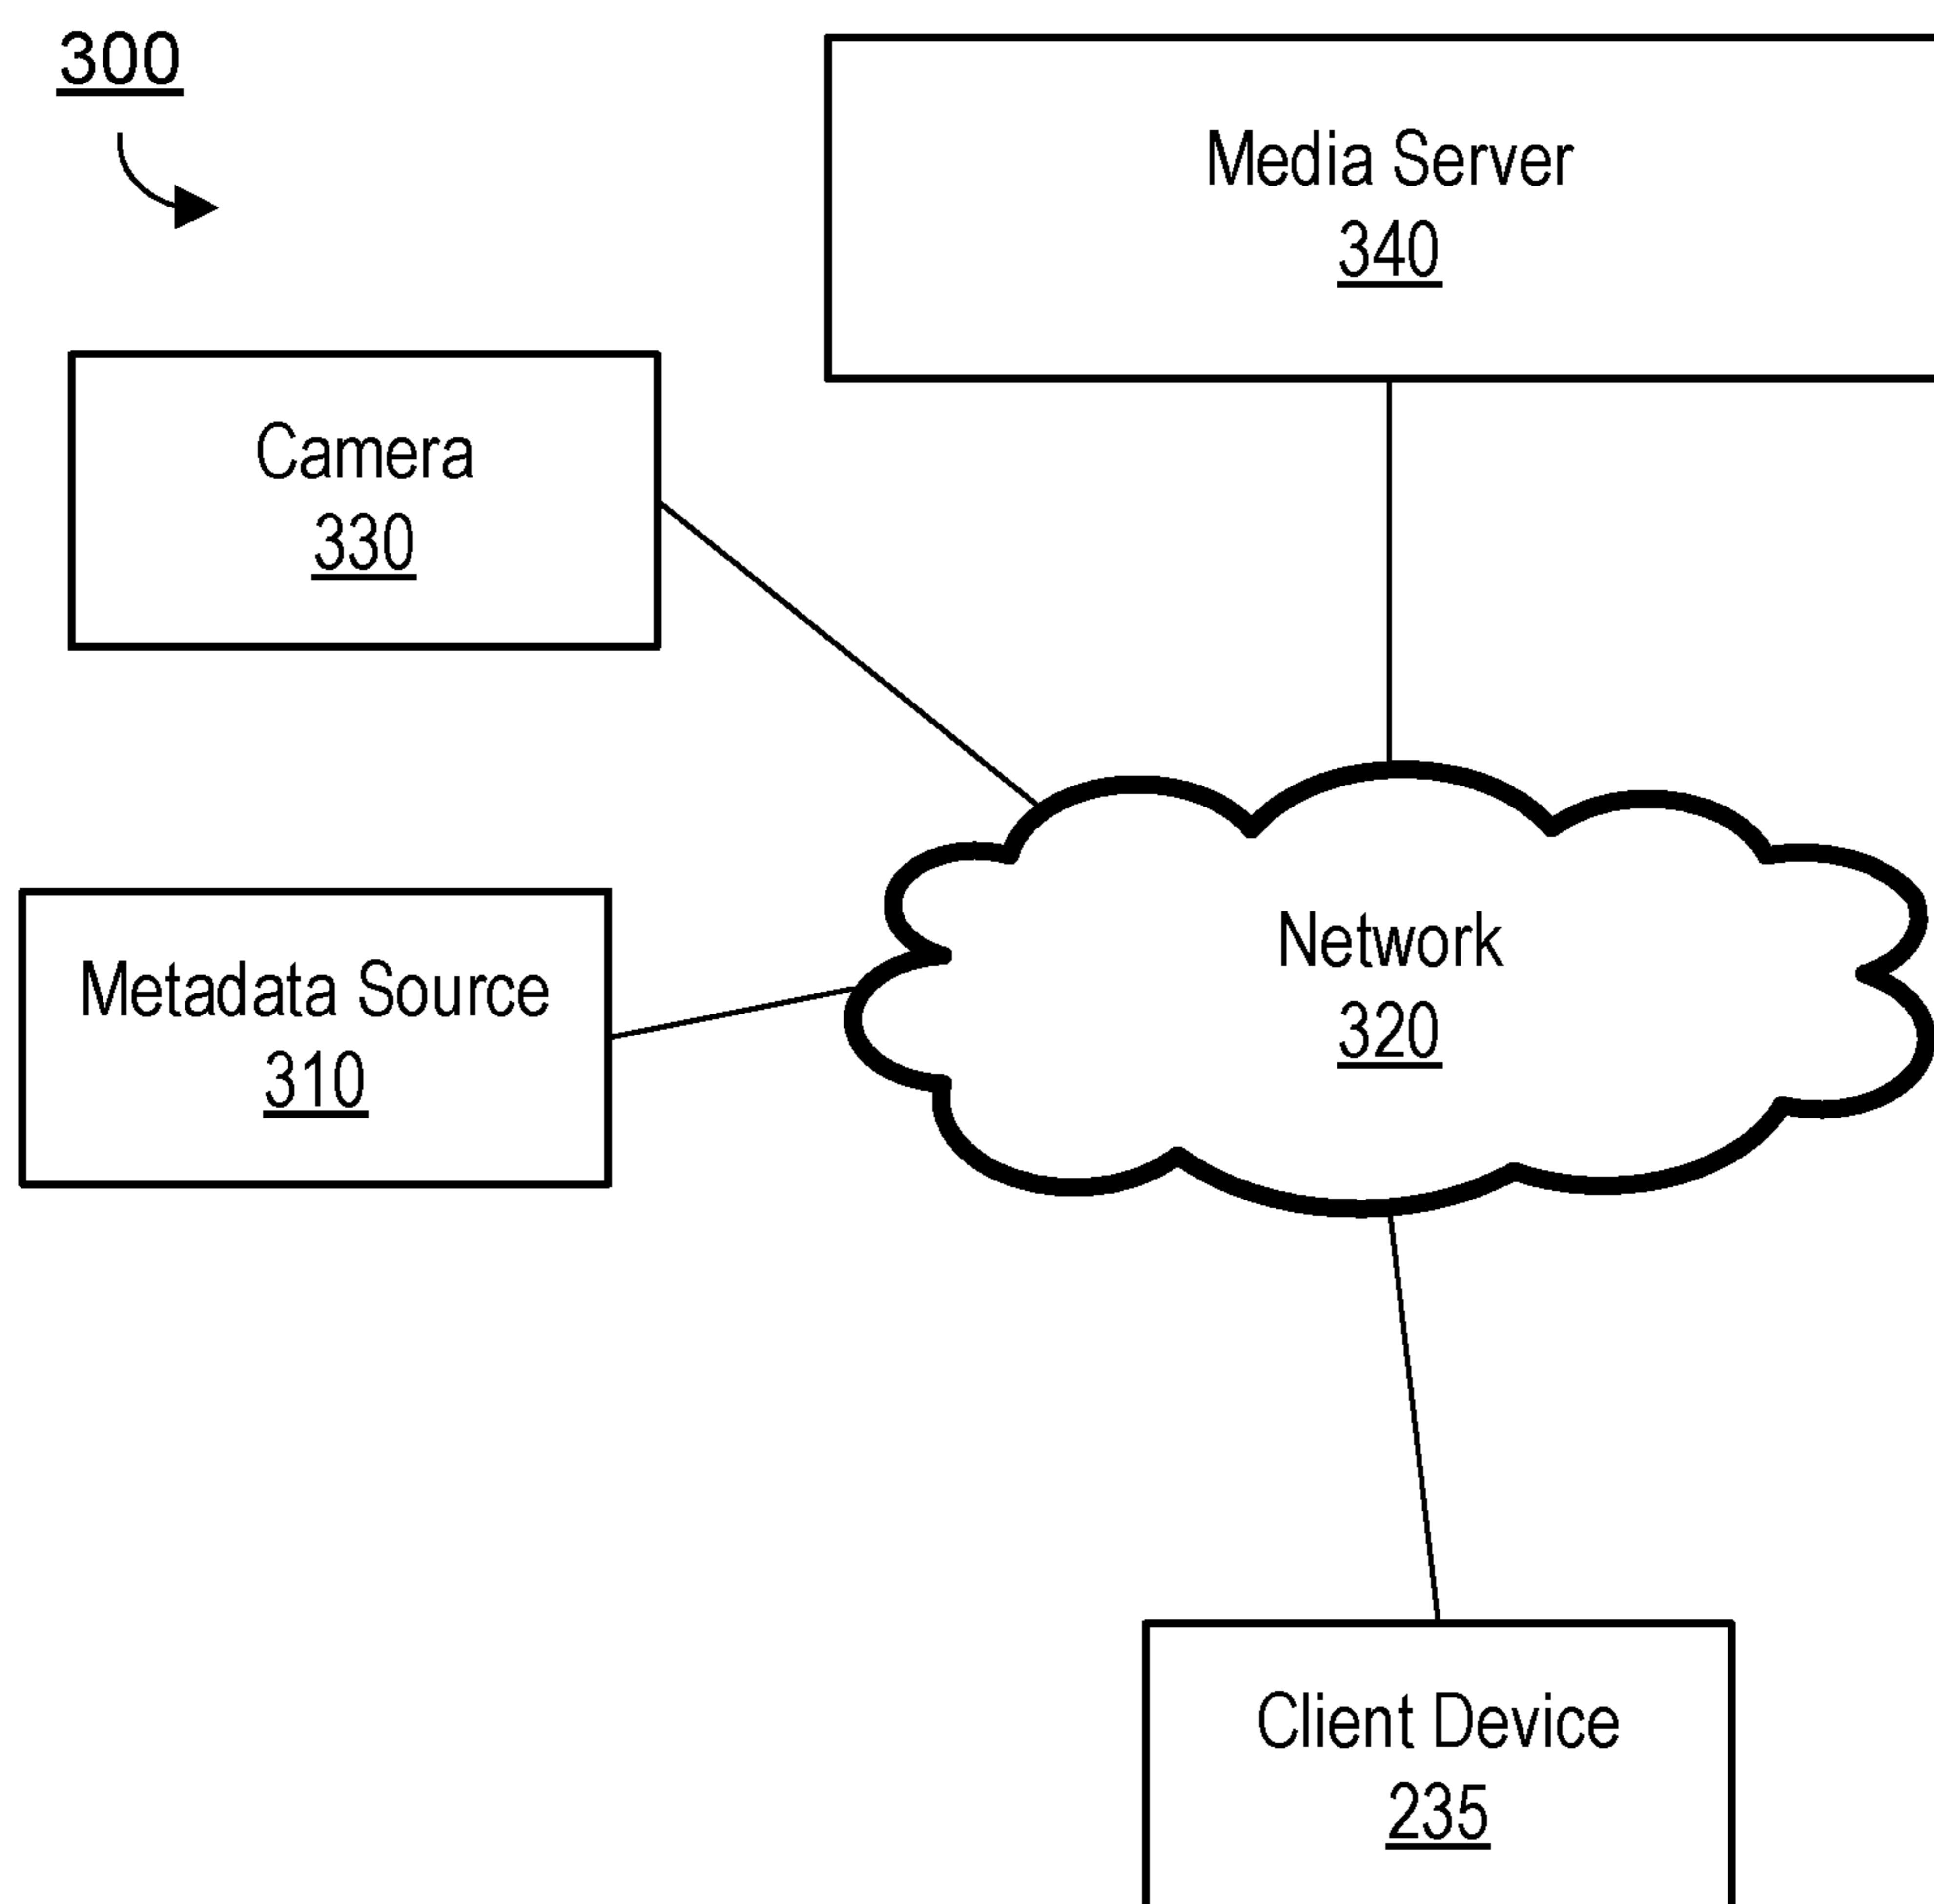 300
Media Server
340
Camera
330
Network
320
Metadata Source
310
Client Device
235